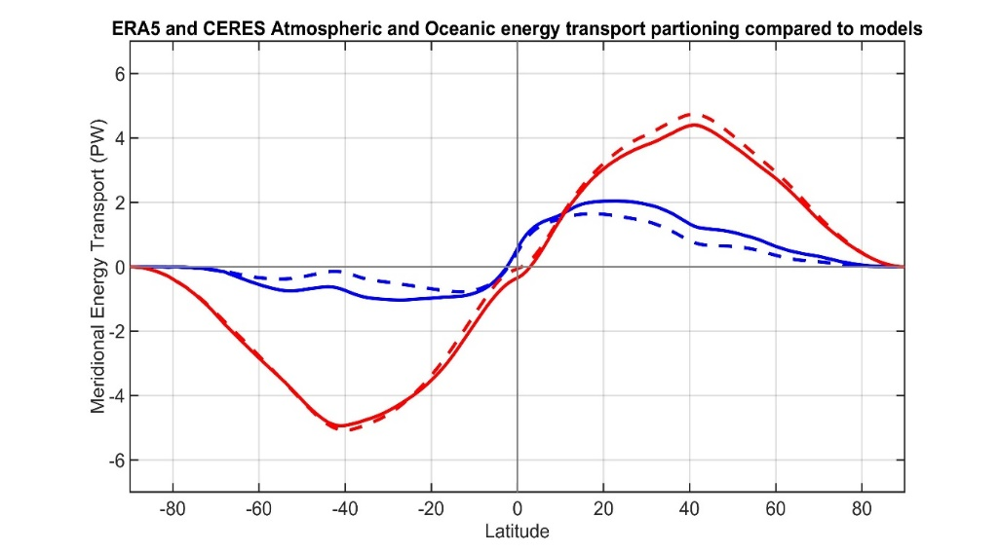 ERA5 and CERES Atmospheric and Oceanic energy transport partioning compared to models
Meridional Energy Transport (PW)
6
4
2
0
-2
-4
-6
-80 -60 -40 -20 0 20 40 60 80
Latitude